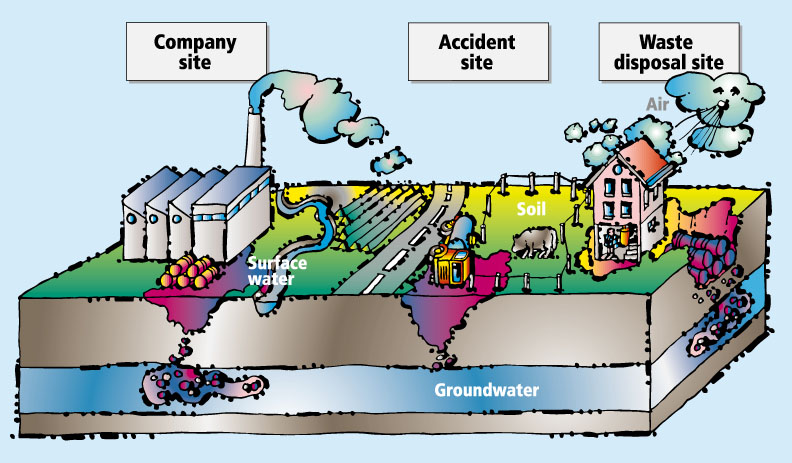 Company
site
Accident
site
Waste
disposal site
Air
Soil
Surface
water
Groundwater